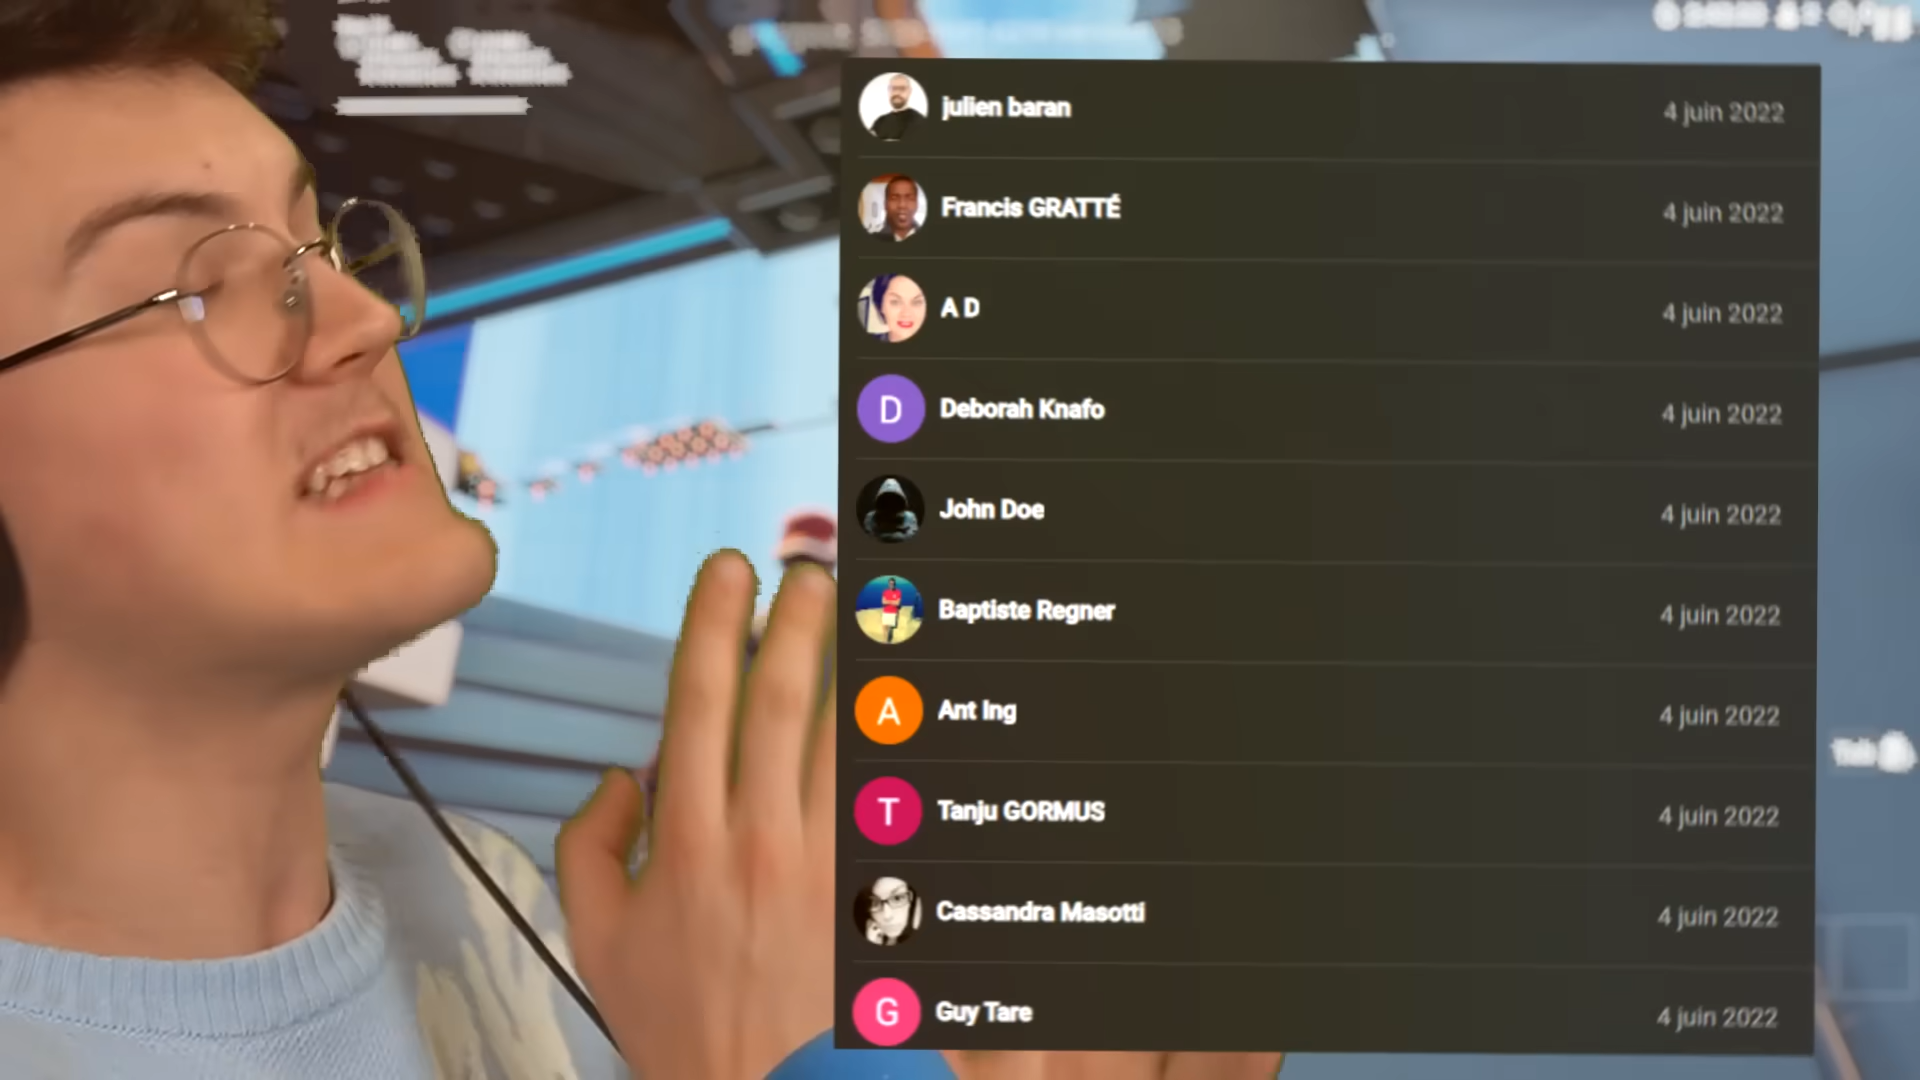 julien baran
4 juin 2022
Francis GRATTÉ
4 juin 2022
A D
4 juin 2022
D
Deborah Knafo
4 juin 2022
John Doe
4 juin 2022
Baptiste Regner
4 juin 2022
A
Ant Ing
4 juin 2022
T
Tanju GORMUS
4 juin 2022
Cassandra Masotti
4 juin 2022
G
Guy Tare
4 juin 2022